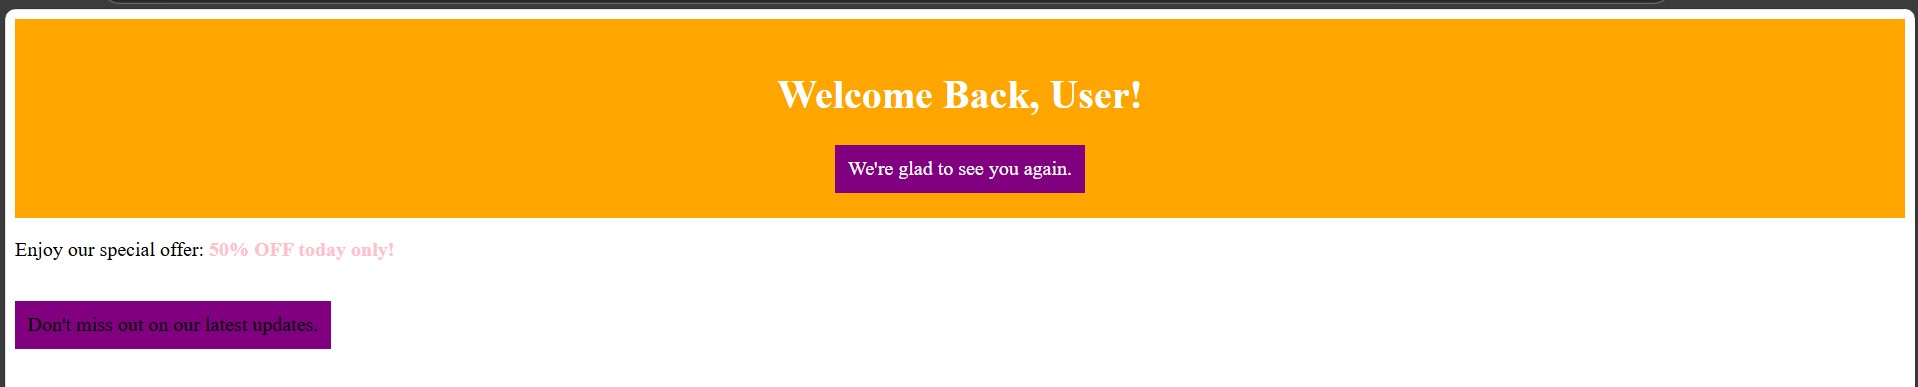 Welcome Back, User!
We're glad to see you again.
Enjoy our special offer: 50% OFF today only!
Don't miss out on our latest updates.